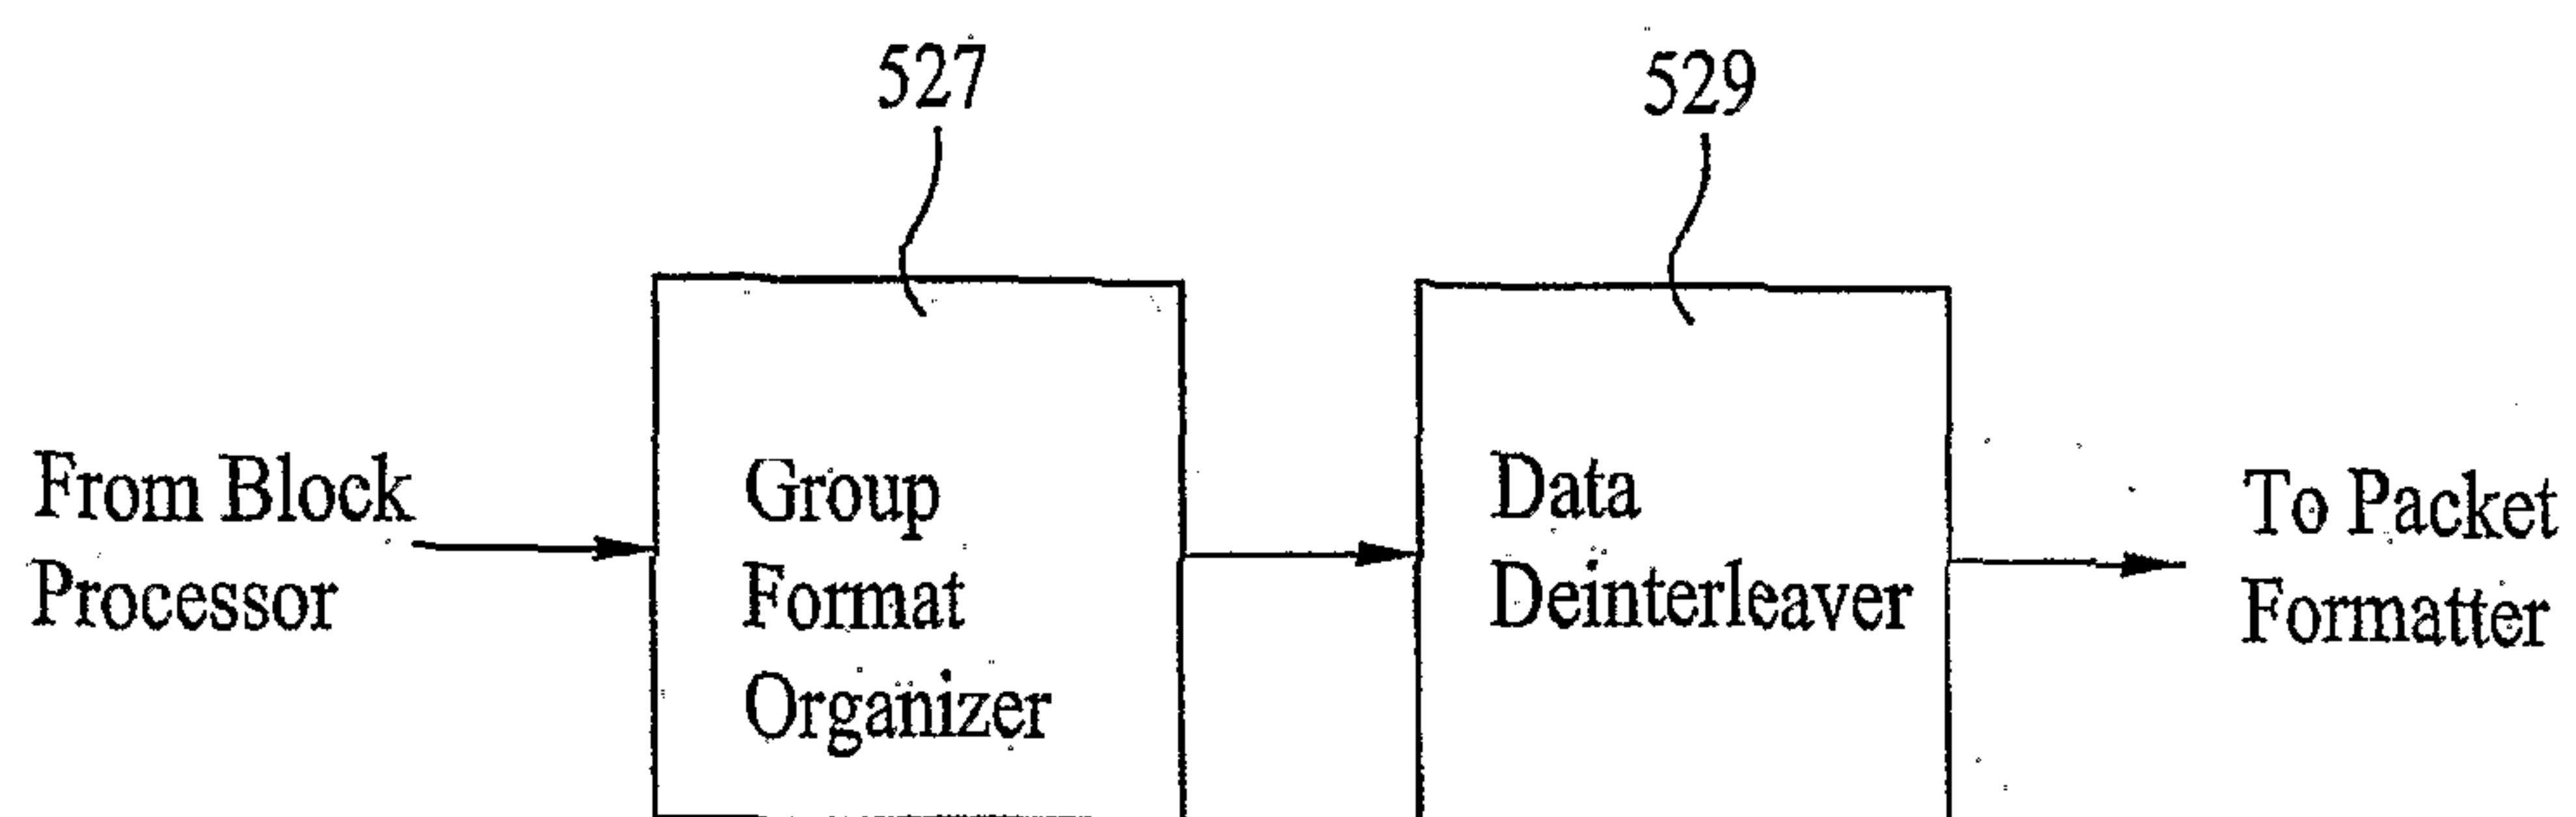 527
529
From Block
Processor
Group
Format
Organizer
Data
Deinterleaver
To Packet
Formatter